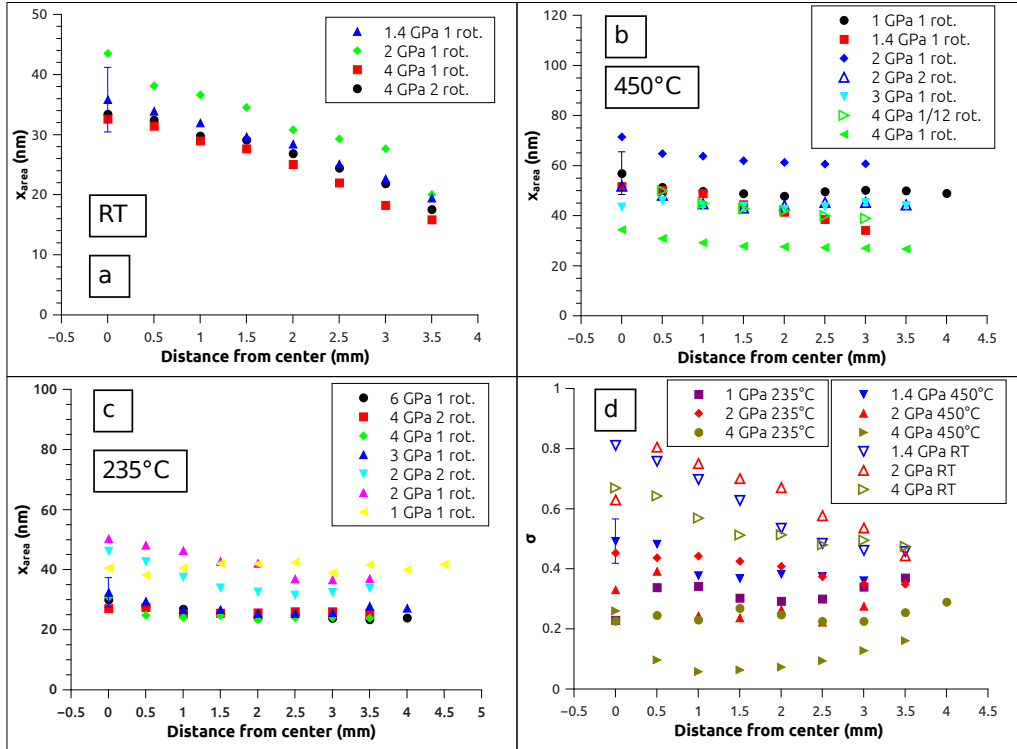 50
40
30
20
10
0
x_area (nm)
1.4 GPa 1 rot.
2 GPa 1 rot.
4 GPa 1 rot.
4 GPa 2 rot.
RT
a
−0.5 0 0.5 1 1.5 2 2.5 3 3.5 4
Distance from center (mm)
120
100
80
60
40
20
0
x_area (nm)
b
450°C
1 GPa 1 rot.
1.4 GPa 1 rot.
2 GPa 1 rot.
2 GPa 2 rot.
3 GPa 1 rot.
4 GPa 1/12 rot.
4 GPa 1 rot.
−0.5 0 0.5 1 1.5 2 2.5 3 3.5 4 4.5
Distance from center (mm)
100
80
60
40
20
0
x_area (nm)
c
235°C
6 GPa 1 rot.
4 GPa 2 rot.
4 GPa 1 rot.
3 GPa 1 rot.
2 GPa 2 rot.
2 GPa 1 rot.
1 GPa 1 rot.
−0.5 0 0.5 1 1.5 2 2.5 3 3.5 4 4.5 5
Distance from center (mm)
1
0.8
0.6
0.4
0.2
0
σ
d
1 GPa 235°C
2 GPa 235°C
4 GPa 235°C
1.4 GPa 450°C
2 GPa 450°C
4 GPa 450°C
1.4 GPa RT
2 GPa RT
4 GPa RT
−0.5 0 0.5 1 1.5 2 2.5 3 3.5 4 4.5
Distance from center (mm)